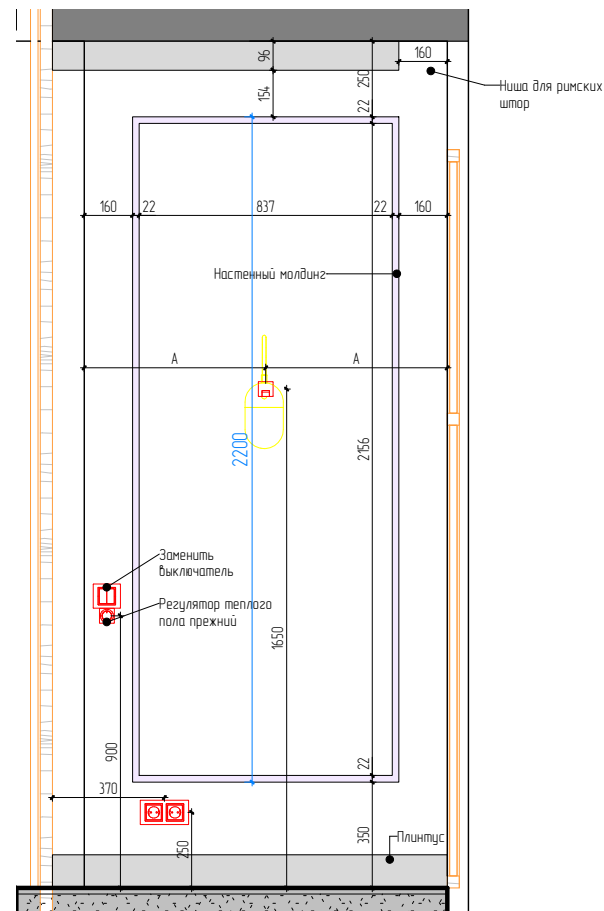 160
96
250
Ниша для римских
штор
154
22
160
22
837
22
160
Настенный молдинг
А
А
2200
2156
Заменить
выключатель
Регулятор теплого
пола прежний
1650
900
22
370
250
350
Плинтус